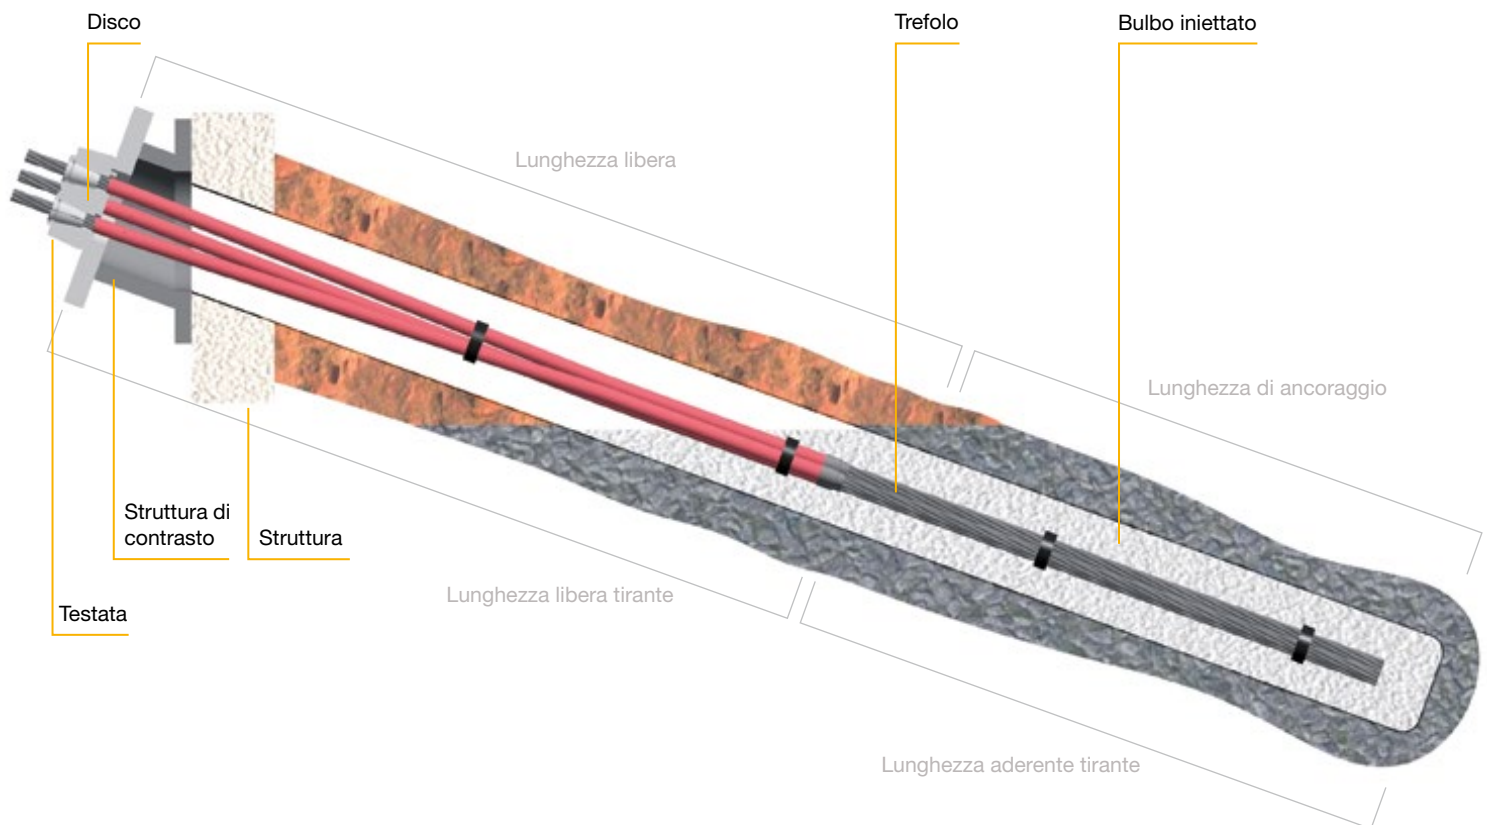 Disco
Trefolo
Bulbo iniettato
Lunghezza libera
Lunghezza di ancoraggio
Struttura di
contrasto
Struttura
Lunghezza libera tirante
Testata
Lunghezza aderente tirante